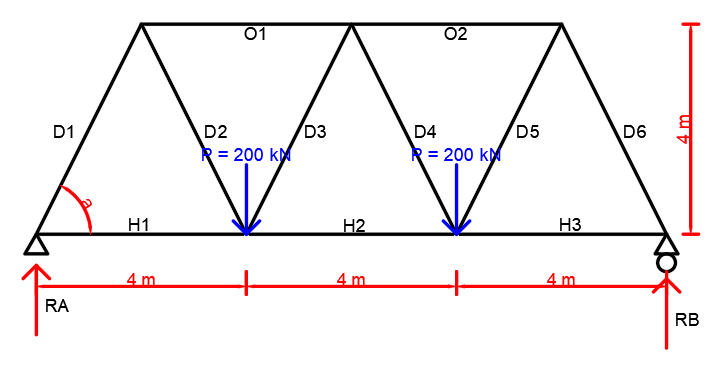 O1
O2
D1
D2
D3
D4
D5
D6
4 m
P = 200 kN
P = 200 kN
a
H1
H2
H3
4 m
4 m
4 m
RA
RB